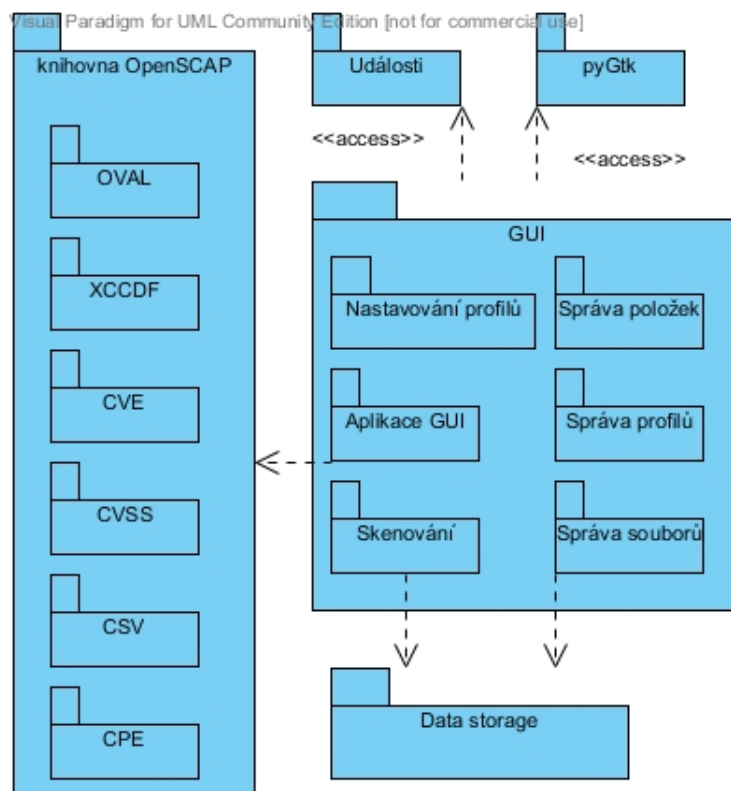 Visual Paradigm for UML Community Edition [not for commercial use]
knihovna OpenSCAP
OVAL
XCCDF
CVE
CVSS
CSV
CPE
Události
pyGtk
<<access>>
<<access>>
GUI
Nastavování profilů
Správa položek
Aplikace GUI
Správa profilů
Skenování
Správa souborů
Data storage